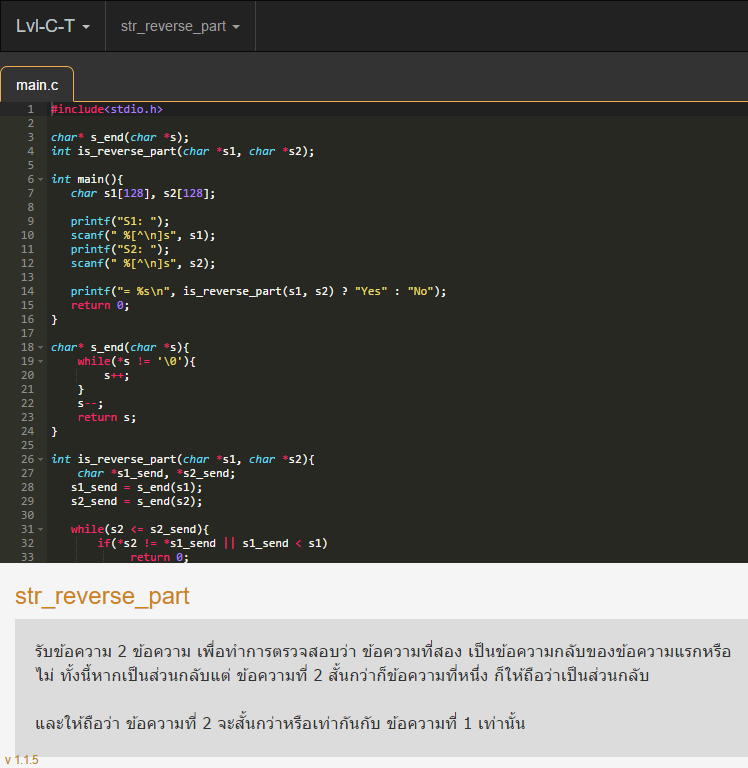 Lvl-C-T
str_reverse_part
main.c
1 #include<stdio.h>
2
3 char* s_end(char *s);
4 int is_reverse_part(char *s1, char *s2);
5
6 int main(){
7 char s1[128], s2[128];
8
9 printf("S1: ");
10 scanf(" %[^\n]s", s1);
11 printf("S2: ");
12 scanf(" %[^\n]s", s2);
13
14 printf("= %s\n", is_reverse_part(s1, s2) ? "Yes" : "No");
15 return 0;
16 }
17
18 char* s_end(char *s){
19 while(*s != '\0'){
20 s++;
21 }
22 s--;
23 return s;
24 }
25
26 int is_reverse_part(char *s1, char *s2){
27 char *s1_send, *s2_send;
28 s1_send = s_end(s1);
29 s2_send = s_end(s2);
30
31 while(s2 <= s2_send){
32 if(*s2 != *s1_send || s1_send < s1)
33 return 0;
str_reverse_part
รับข้อความ 2 ข้อความ เพื่อทำการตรวจสอบว่า ข้อความที่สอง เป็นข้อความกลับของข้อความแรกหรือ
ไม่ ทั้งนี้หากเป็นส่วนกลับแต่ ข้อความที่ 2 สั้นกว่าก็ข้อความที่หนึ่ง ก็ให้ถือว่าเป็นส่วนกลับ
และให้ถือว่า ข้อความที่ 2 จะสั้นกว่าหรือเท่ากันกับ ข้อความที่ 1 เท่านั้น
v 1.1.5